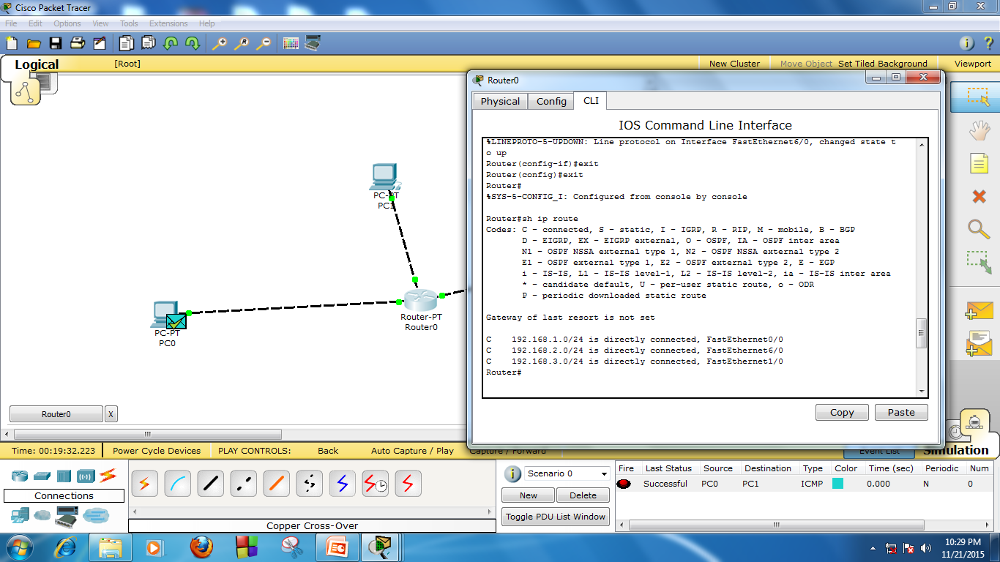 Cisco Packet Tracer
File Edit Options View Tools Extensions Help
Logical [Root] New Cluster Move Object Set Tiled Background Viewport
PC-PT
PC1
PC-PT
PC0
Router-PT
Router0
Router0 X
Router0
Physical Config CLI
IOS Command Line Interface
%LINEPROTO-5-UPDOWN: Line protocol on Interface FastEthernet6/0, changed state t
o up
Router(config-if)#exit
Router(config)#exit
Router#
%SYS-5-CONFIG_I: Configured from console by console
Router#sh ip route
Codes: C - connected, S - static, I - IGRP, R - RIP, M - mobile, B - BGP
D - EIGRP, EX - EIGRP external, O - OSPF, IA - OSPF inter area
N1 - OSPF NSSA external type 1, N2 - OSPF NSSA external type 2
E1 - OSPF external type 1, E2 - OSPF external type 2, E - EGP
i - IS-IS, L1 - IS-IS level-1, L2 - IS-IS level-2, ia - IS-IS inter area
* - candidate default, U - per-user static route, o - ODR
P - periodic downloaded static route
Gateway of last resort is not set
C 192.168.1.0/24 is directly connected, FastEthernet0/0
C 192.168.2.0/24 is directly connected, FastEthernet6/0
C 192.168.3.0/24 is directly connected, FastEthernet1/0
Router#
Copy Paste
Time: 00:19:32.223 Power Cycle Devices PLAY CONTROLS: Back Auto Capture / Play Capture / Forward Event List Simulation
Connections
Copper Cross-Over
Scenario 0
New Delete
Toggle PDU List Window
Fire Last Status Source Destination Type Color Time (sec) Periodic Num
Successful PC0 PC1 ICMP 0.000 N 0
10:29 PM
11/21/2015